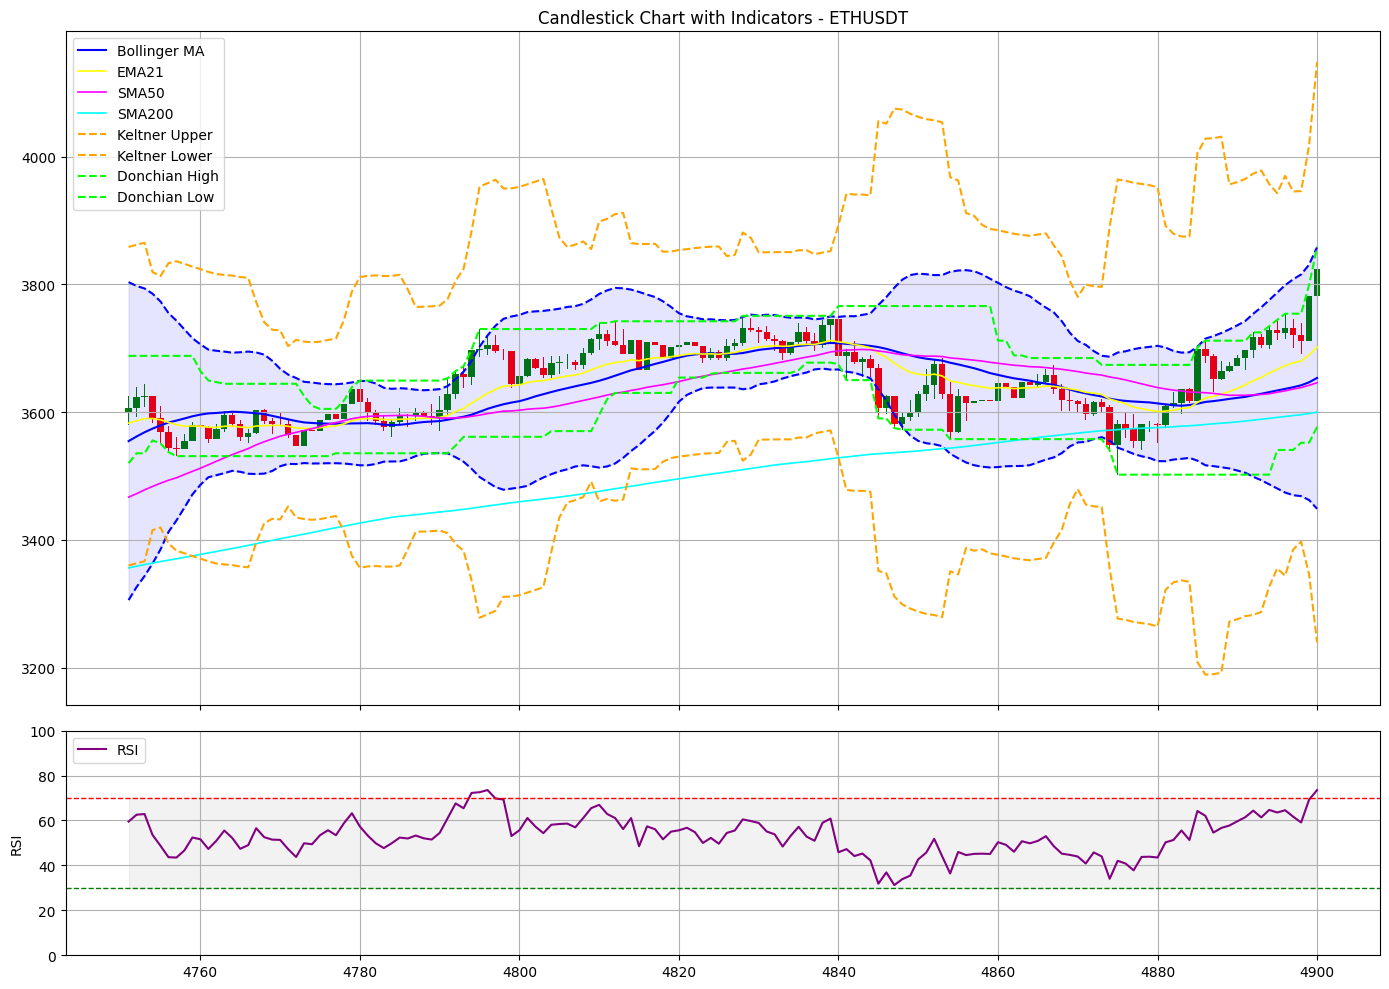 Candlestick Chart with Indicators - ETHUSDT
Bollinger MA
EMA21
SMA50
SMA200
Keltner Upper
Keltner Lower
Donchian High
Donchian Low
4000
3800
3600
3400
3200
RSI
100
80
60
40
20
0
RSI
4760 4780 4800 4820 4840 4860 4880 4900